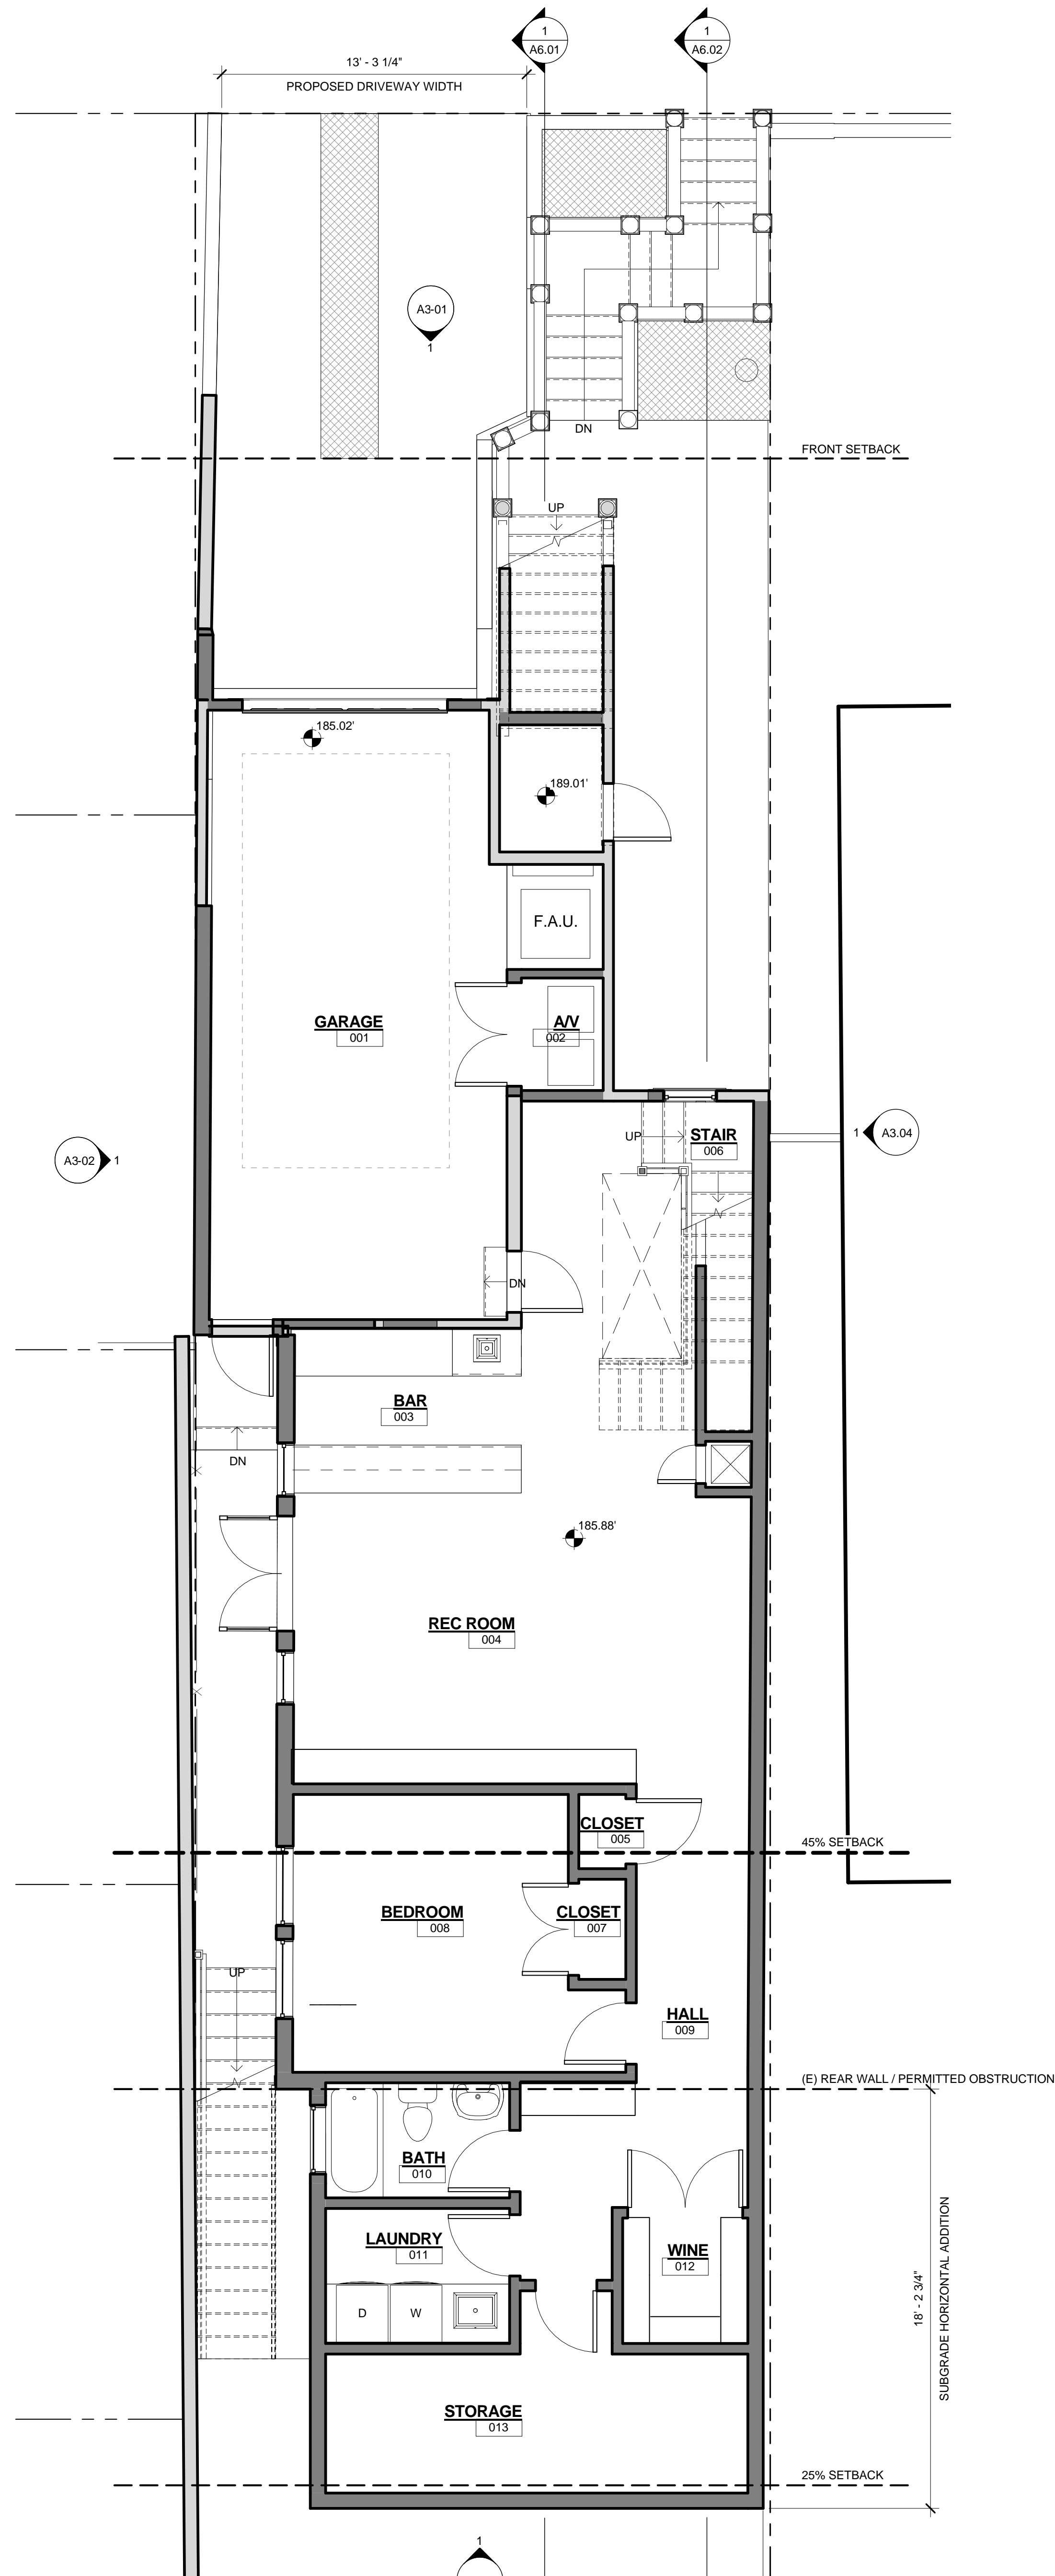 1
A6.01
1
A6.02
13' - 3 1/4"
PROPOSED DRIVEWAY WIDTH
A3-01
1
DN
FRONT SETBACK
UP
185.02'
189.01'
F.A.U.
GARAGE
001
A/V
002
A3-02
1
UP
STAIR
006
1
A3.04
DN
BAR
003
DN
185.88'
REC ROOM
004
CLOSET
005
45% SETBACK
BEDROOM
008
CLOSET
007
UP
HALL
009
(E) REAR WALL / PERMITTED OBSTRUCTION
BATH
010
LAUNDRY
011
WINE
012
D
W
18' - 2 3/4"
SUBGRADE HORIZONTAL ADDITION
STORAGE
013
25% SETBACK
1